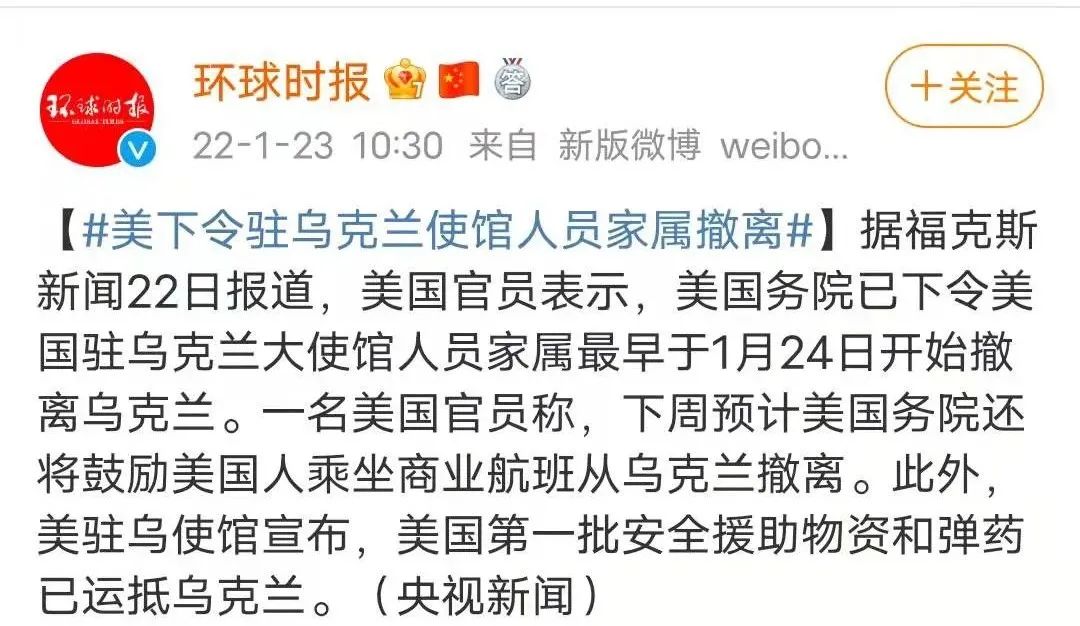 环球时报
GLOBAL TIMES
环球时报
答
+关注
22-1-23 10:30 来自 新版微博 weibo...
【#美下令驻乌克兰使馆人员家属撤离#】据福克斯
新闻22日报道，美国官员表示，美国务院已下令美
国驻乌克兰大使馆人员家属最早于1月24日开始撤
离乌克兰。一名美国官员称，下周预计美国务院还
将鼓励美国人乘坐商业航班从乌克兰撤离。此外，
美驻乌使馆宣布，美国第一批安全援助物资和弹药
已运抵乌克兰。（央视新闻）